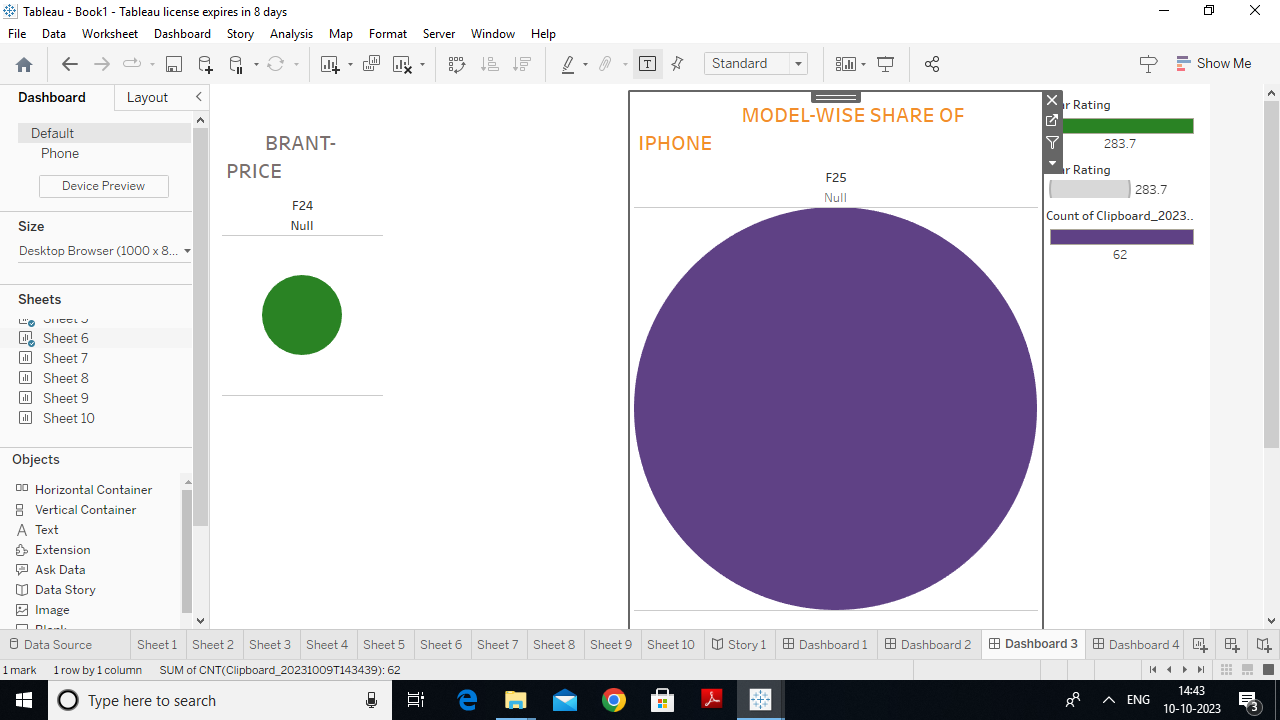 Tableau - Book1 - Tableau license expires in 8 days
File Data Worksheet Dashboard Story Analysis Map Format Server Window Help
Standard
Show Me
Dashboard Layout
Default
Phone
Device Preview
Size
Desktop Browser (1000 x 8...
Sheets
Sheet 6
Sheet 7
Sheet 8
Sheet 9
Sheet 10
Objects
Horizontal Container
Vertical Container
Text
Extension
Ask Data
Data Story
Image
BRANT-
PRICE
F24
Null
MODEL-WISE SHARE OF
IPHONE
F25
Null
Rating
283.7
Rating
283.7
Count of Clipboard_2023..
62
Data Source Sheet 1 Sheet 2 Sheet 3 Sheet 4 Sheet 5 Sheet 6 Sheet 7 Sheet 8 Sheet 9 Sheet 10 Story 1 Dashboard 1 Dashboard 2 Dashboard 3 Dashboard 4
1 mark 1 row by 1 column SUM of CNT(Clipboard_20231009T143439): 62
Type here to search
ENG
14:43
10-10-2023
3